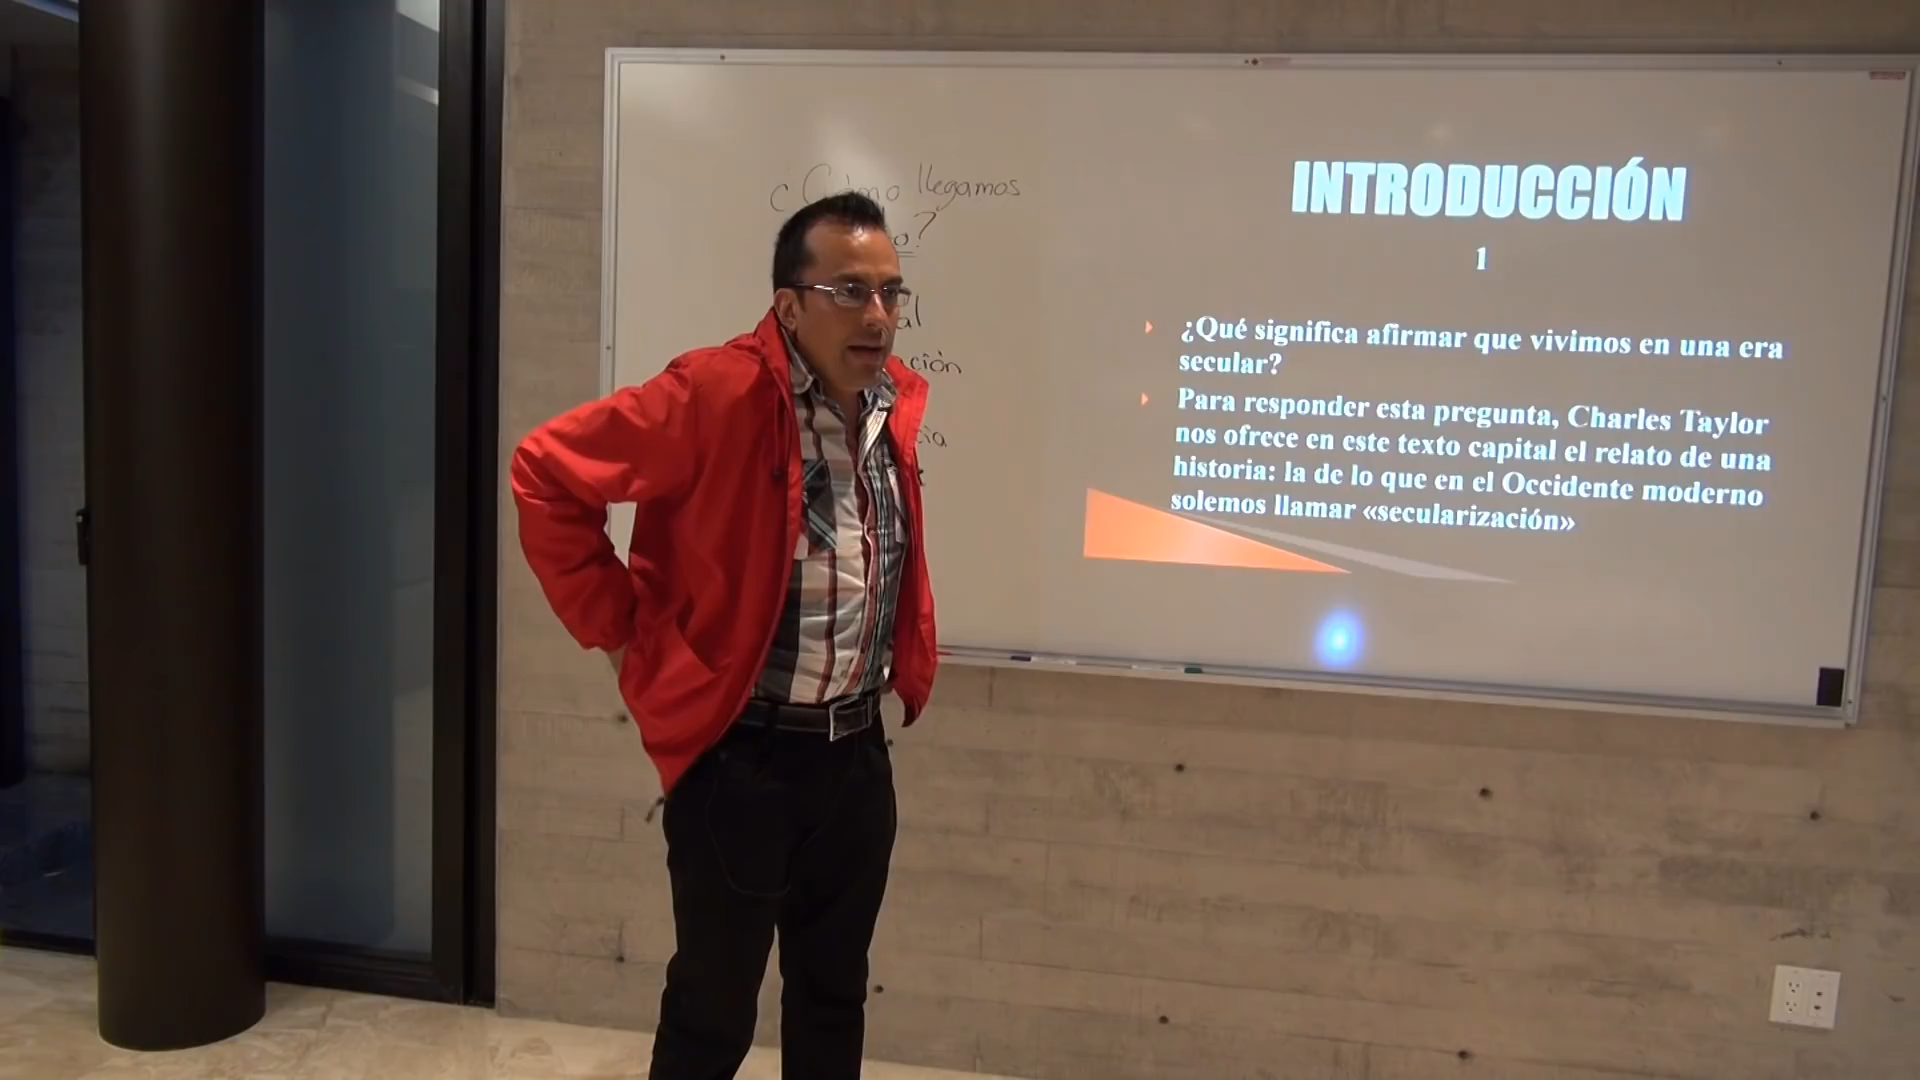 ¿Cómo llegamos
INTRODUCCIÓN
1
¿Qué significa afirmar que vivimos en una era
secular?
Para responder esta pregunta, Charles Taylor
nos ofrece en este texto capital el relato de una
historia: la de lo que en el Occidente moderno
solemos llamar «secularización»